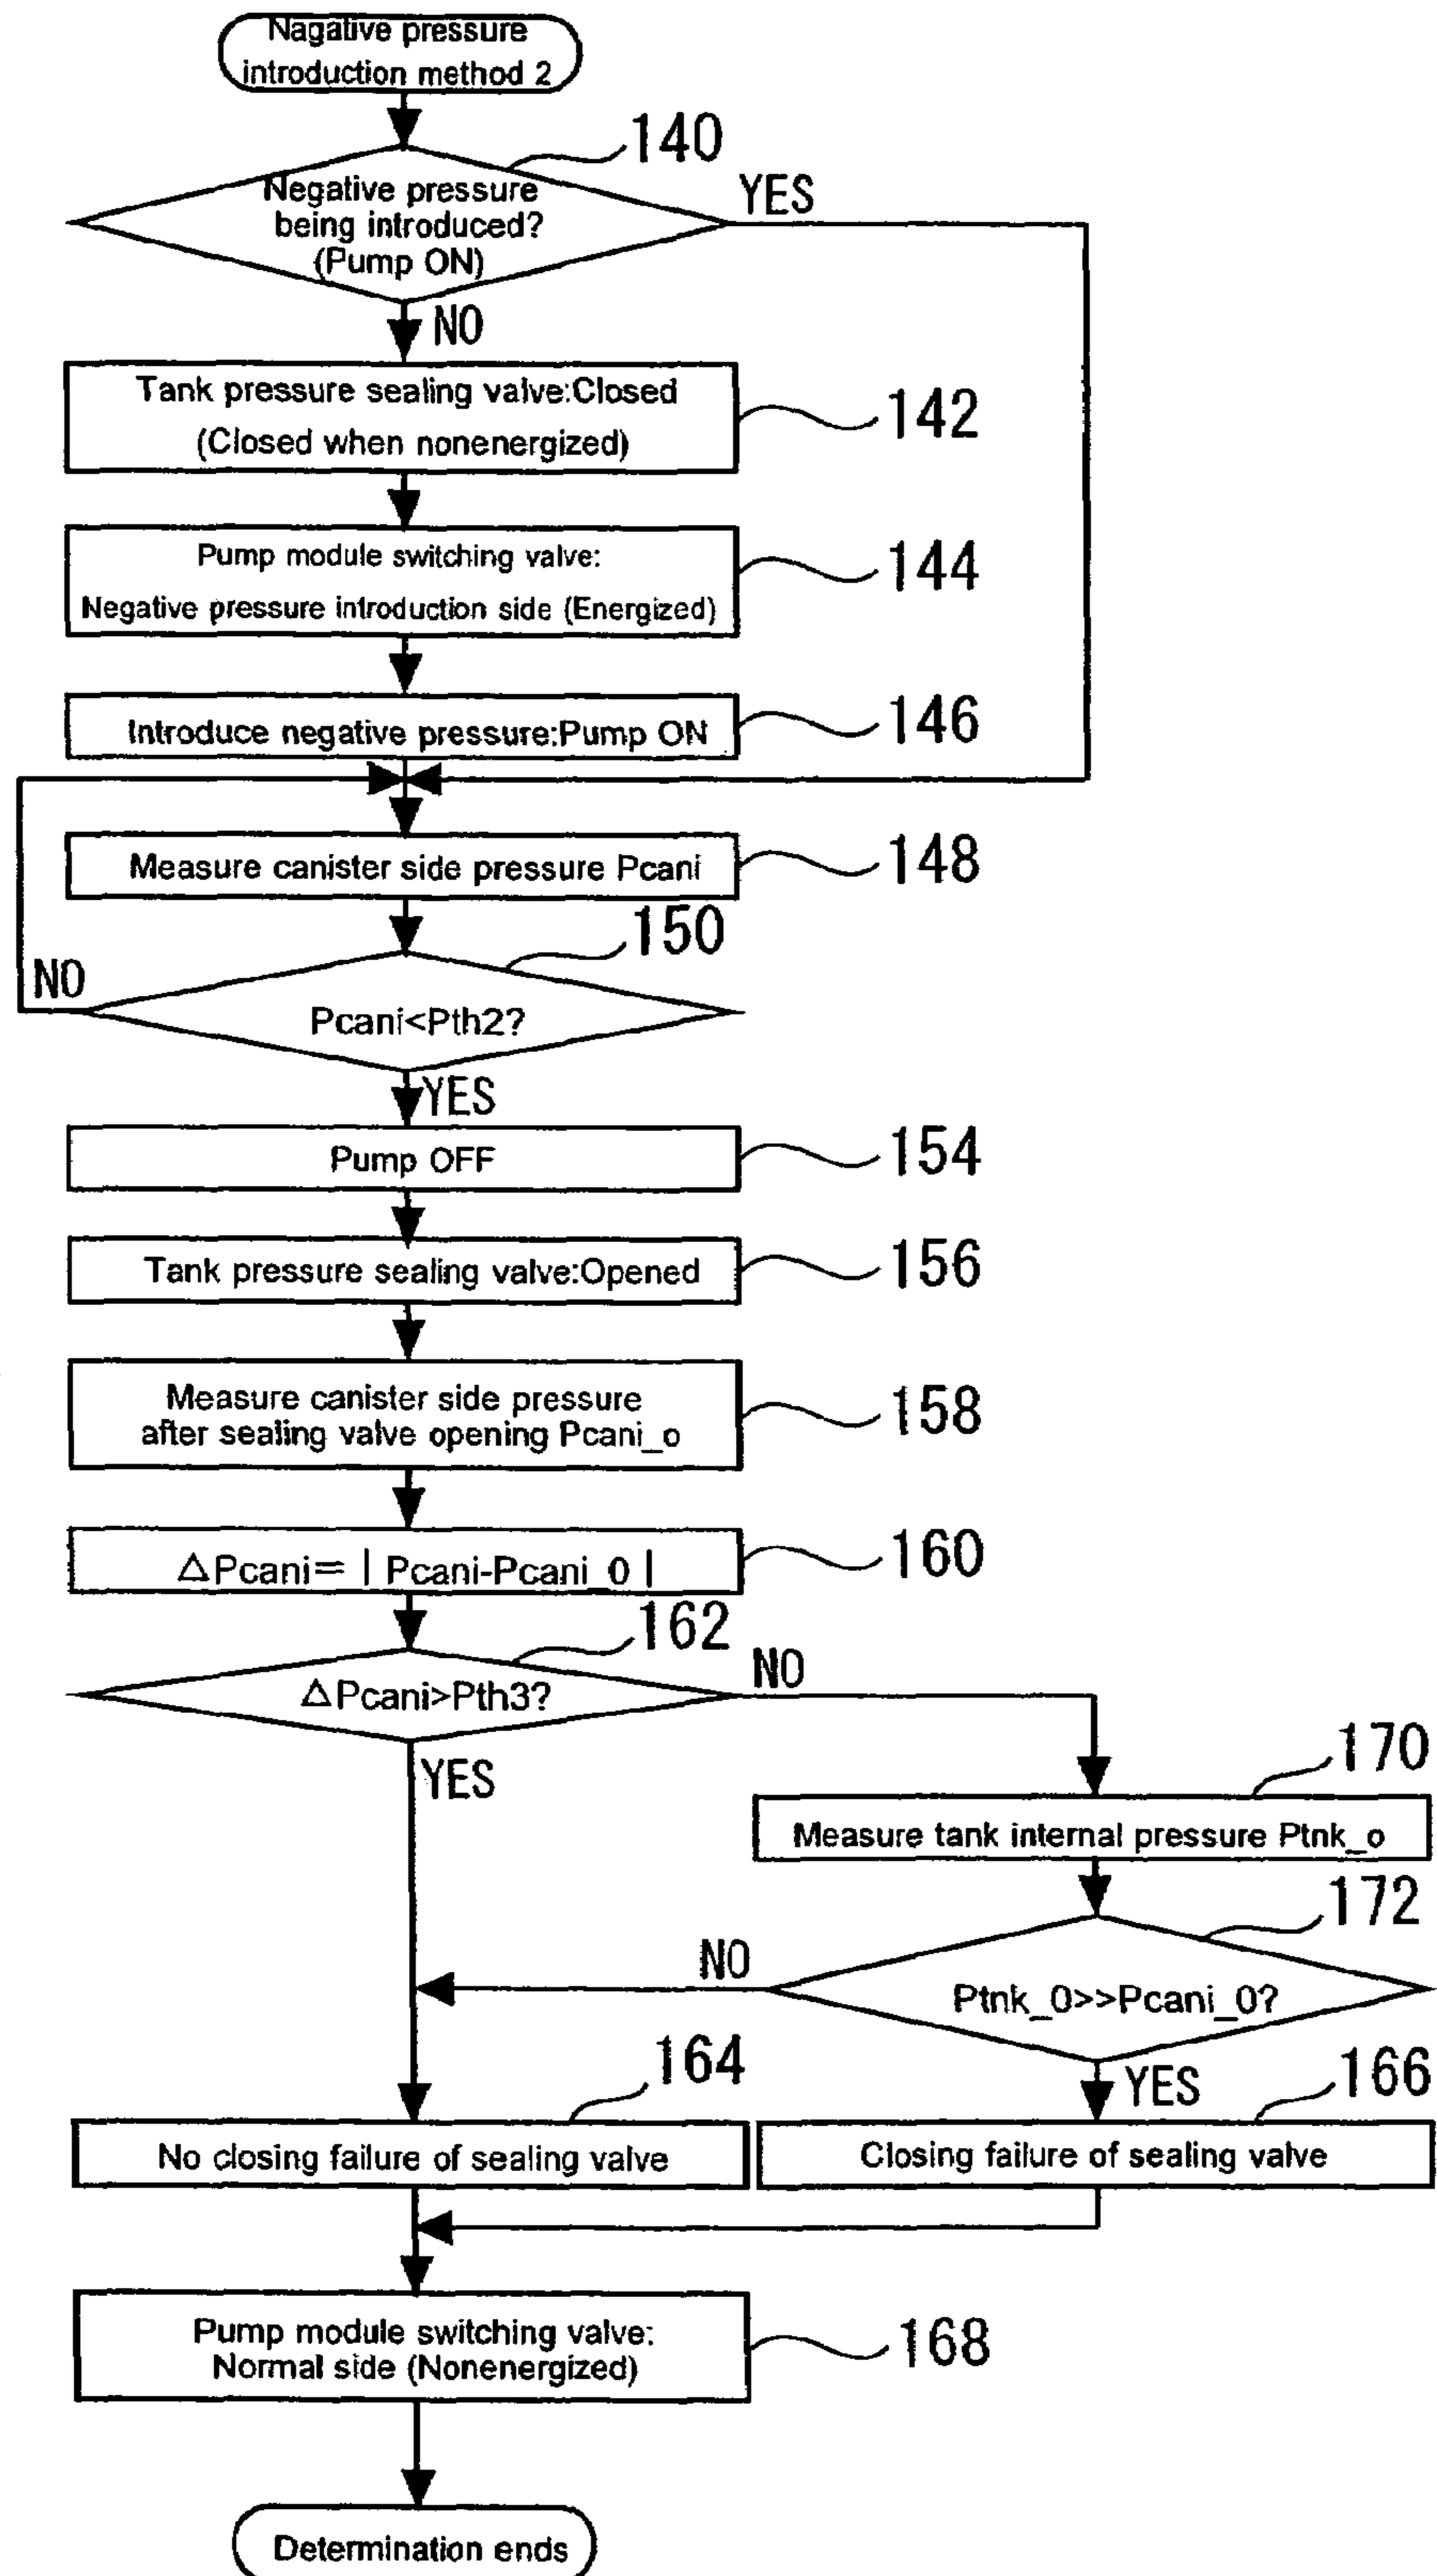 Nagative pressure
introduction method 2
140
Negative pressure
being introduced?
(Pump ON)
YES
NO
Tank pressure sealing valve:Closed
(Closed when nonenergized)
142
Pump module switching valve:
Negative pressure introduction side (Energized)
144
Introduce negative pressure:Pump ON
146
Measure canister side pressure Pcani
148
150
Pcani<Pth2?
NO
YES
Pump OFF
154
Tank pressure sealing valve:Opened
156
Measure canister side pressure
after sealing valve opening Pcani_o
158
△Pcani=｜Pcani-Pcani_0｜
160
162
△Pcani>Pth3?
NO
YES
170
Measure tank internal pressure Ptnk_o
172
Ptnk_0>>Pcani_0?
NO
YES
164
No closing failure of sealing valve
166
Closing failure of sealing valve
Pump module switching valve:
Normal side (Nonenergized)
168
Determination ends